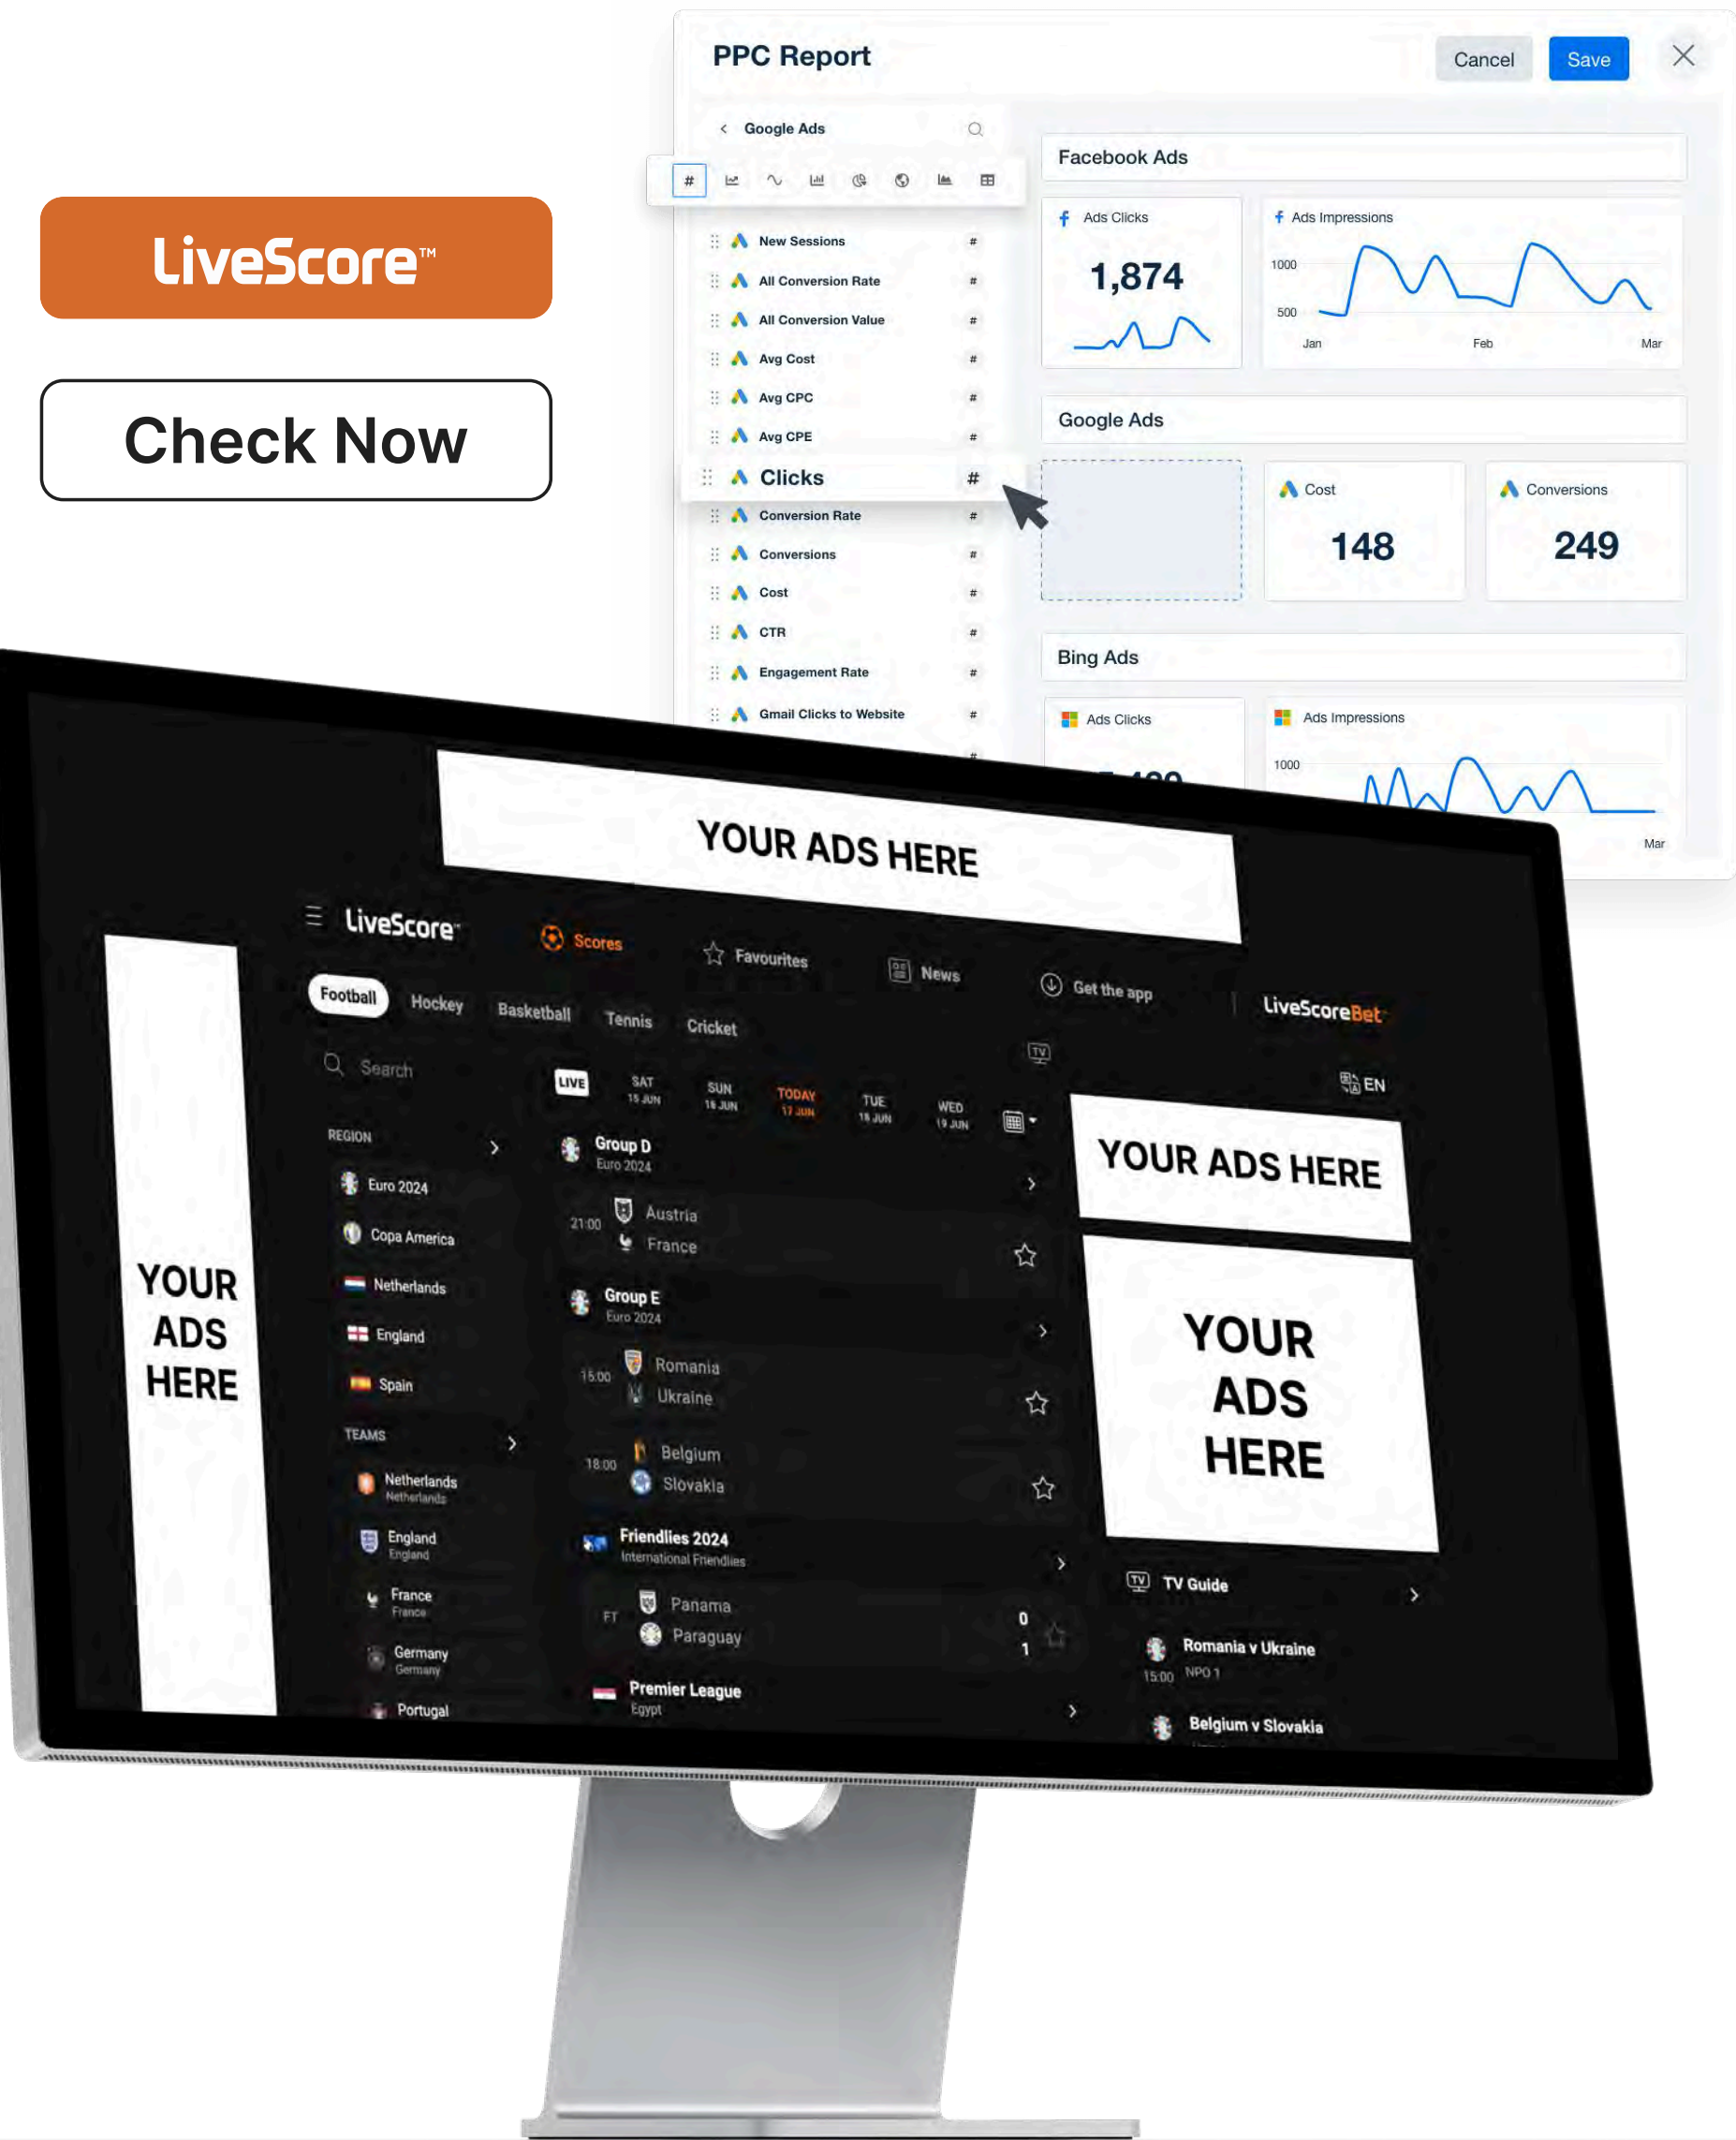 PPC Report
Cancel
Save
Google Ads
#
New Sessions #
All Conversion Rate #
All Conversion Value #
Avg Cost #
Avg CPC #
Avg CPE #
Clicks #
Conversion Rate #
Conversions #
Cost #
CTR #
Engagement Rate #
Gmail Clicks to Website #
#
Facebook Ads
Ads Clicks
1,874
Ads Impressions
1000
500
Jan Feb Mar
Google Ads
Cost
148
Conversions
249
Bing Ads
Ads Clicks
Ads Impressions
1000
Mar
LiveScore™
Check Now
YOUR ADS HERE
LiveScore™
Scores
Favourites
News
Get the app
LiveScoreBet
Football
Hockey
Basketball
Tennis
Cricket
TV
Search
EN
LIVE
SAT
15 JUN
SUN
16 JUN
TODAY
17 JUN
TUE
18 JUN
WED
19 JUN
YOUR
ADS
HERE
REGION
Euro 2024
Copa America
Netherlands
England
Spain
TEAMS
Netherlands
Netherlands
England
England
France
France
Germany
Germany
Portugal
Group D
Euro 2024
21:00
Austria
France
Group E
Euro 2024
15:00
Romania
Ukraine
18:00
Belgium
Slovakia
Friendlies 2024
International Friendlies
FT
Panama 0
Paraguay 1
Premier League
Egypt
YOUR ADS HERE
YOUR
ADS
HERE
TV
TV Guide
Romania v Ukraine
15:00 NPO 1
Belgium v Slovakia